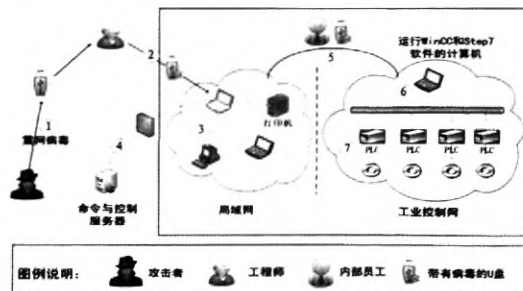 运行WinCC和Step7
软件的计算机
1
2
5
6
震网病毒
3
打印机
4
7
PLC PLC PLC PLC
命令与控制
服务器
局域网
工业控制网
图例说明: 攻击者 工程师 内部员工 带有病毒的U盘